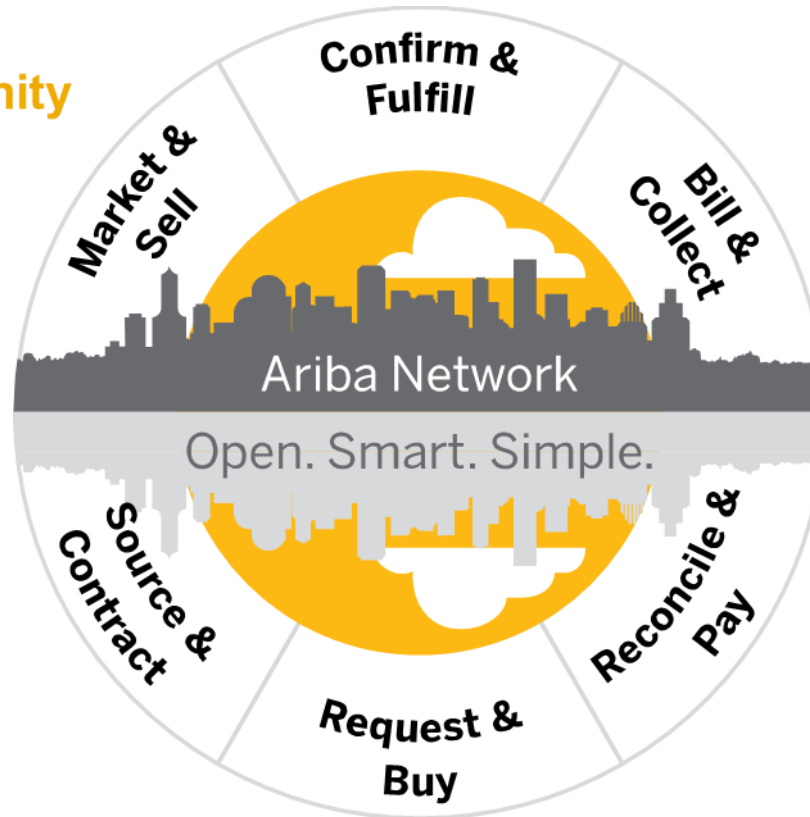 Confirm &
Fulfill
nity
Market &
Sell
Bill &
Collect
Ariba Network
Open. Smart. Simple.
Source &
Contract
Reconcile &
Pay
Request &
Buy